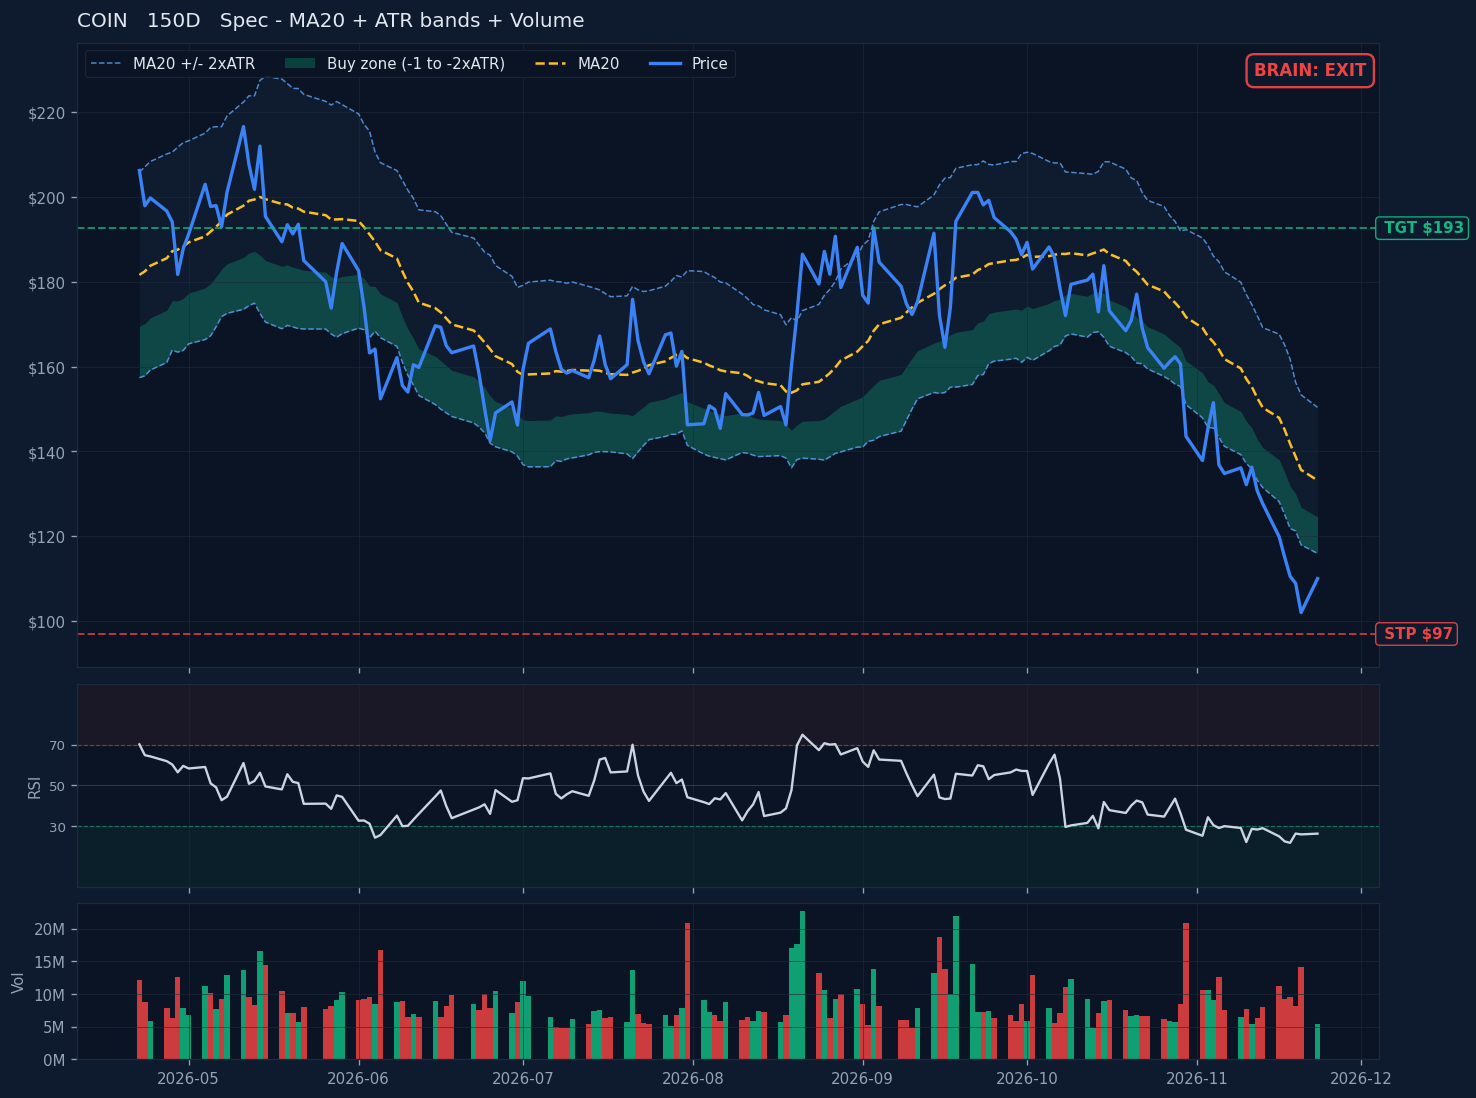 COIN   150D   Spec - MA20 + ATR bands + Volume
MA20 +/- 2xATR   Buy zone (-1 to -2xATR)   MA20   Price
BRAIN: EXIT
$220
$200
TGT $193
$180
$160
$140
$120
$100
STP $97
RSI
70
50
30
Vol
20M
15M
10M
5M
0M
2026-05   2026-06   2026-07   2026-08   2026-09   2026-10   2026-11   2026-12